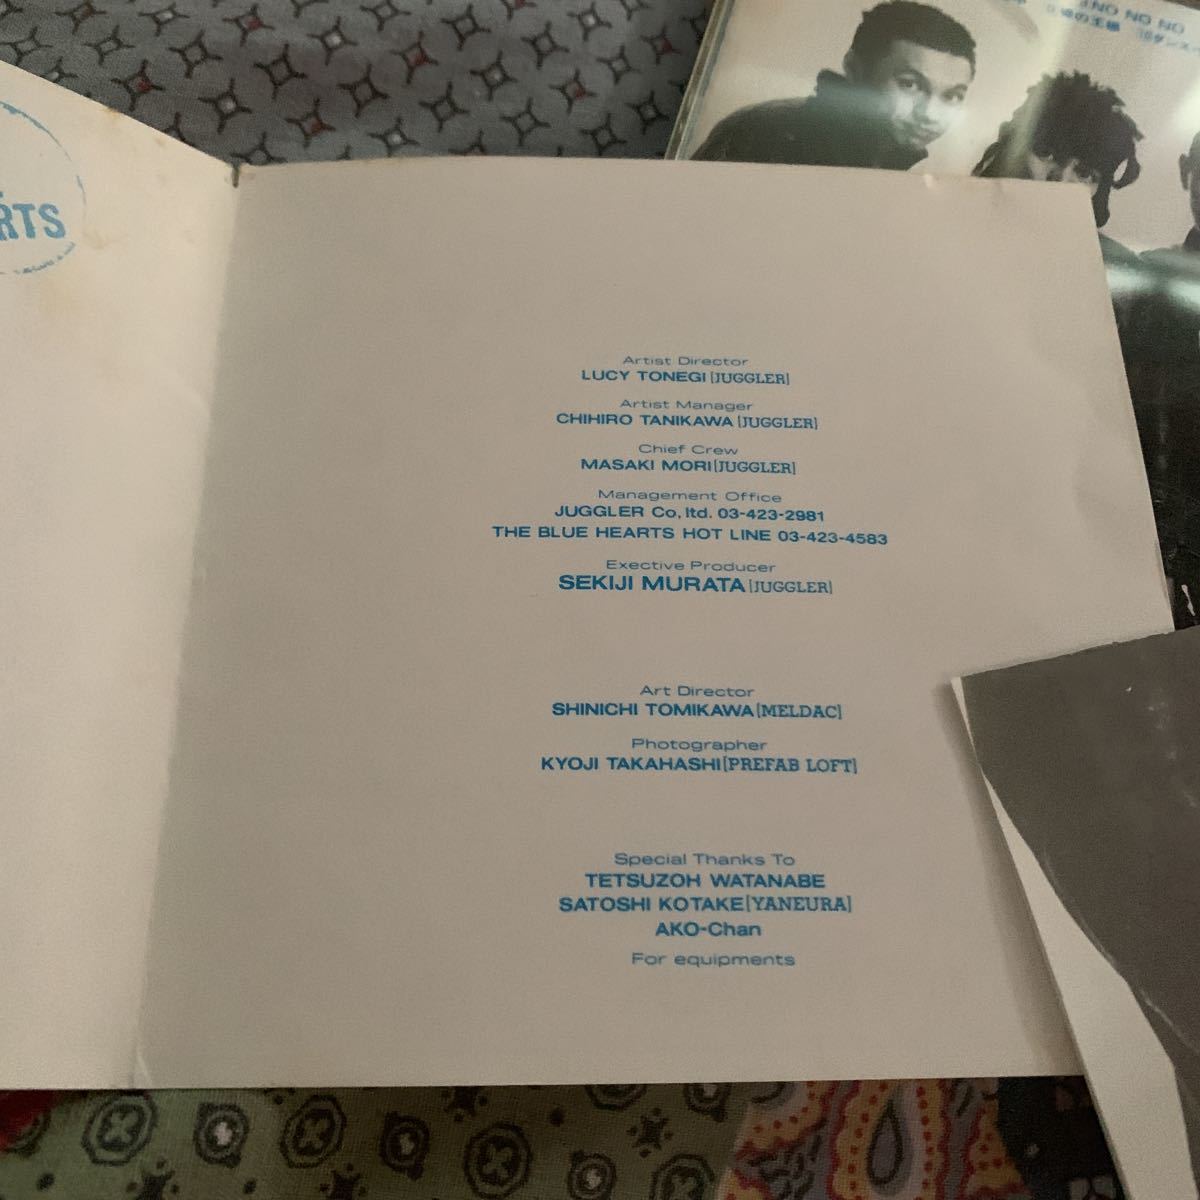 RTS
NO NO NO
Artist Director
LUCY TONEGI [JUGGLER]
Artist Manager
CHIHIRO TANIKAWA [JUGGLER]
Chief Crew
MASAKI MORI [JUGGLER]
Management Office
JUGGLER Co, ltd. 03-423-2981
THE BLUE HEARTS HOT LINE 03-423-4583
Exective Producer
SEKIJI MURATA [JUGGLER]
Art Director
SHINICHI TOMIKAWA [MELDAC]
Photographer
KYOJI TAKAHASHI [PREFAB LOFT]
Special Thanks To
TETSUZOH WATANABE
SATOSHI KOTAKE [YANEURA]
AKO-Chan
For equipments